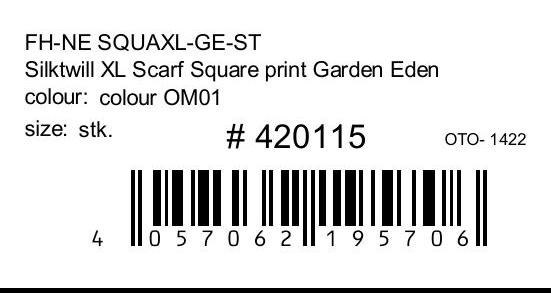 FH-NE SQUAXL-GE-ST
Silktwill XL Scarf Square print Garden Eden
colour: colour OM01
size: stk.
# 420115
OTO- 1422
4 057062 195706